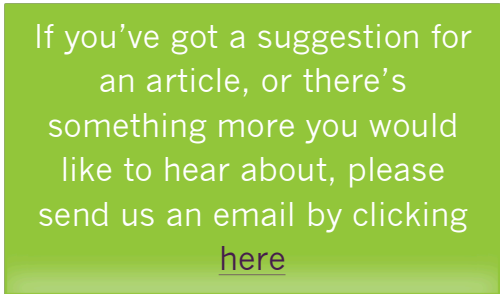 If you’ve got a suggestion for
an article, or there’s
something more you would
like to hear about, please
send us an email by clicking
here